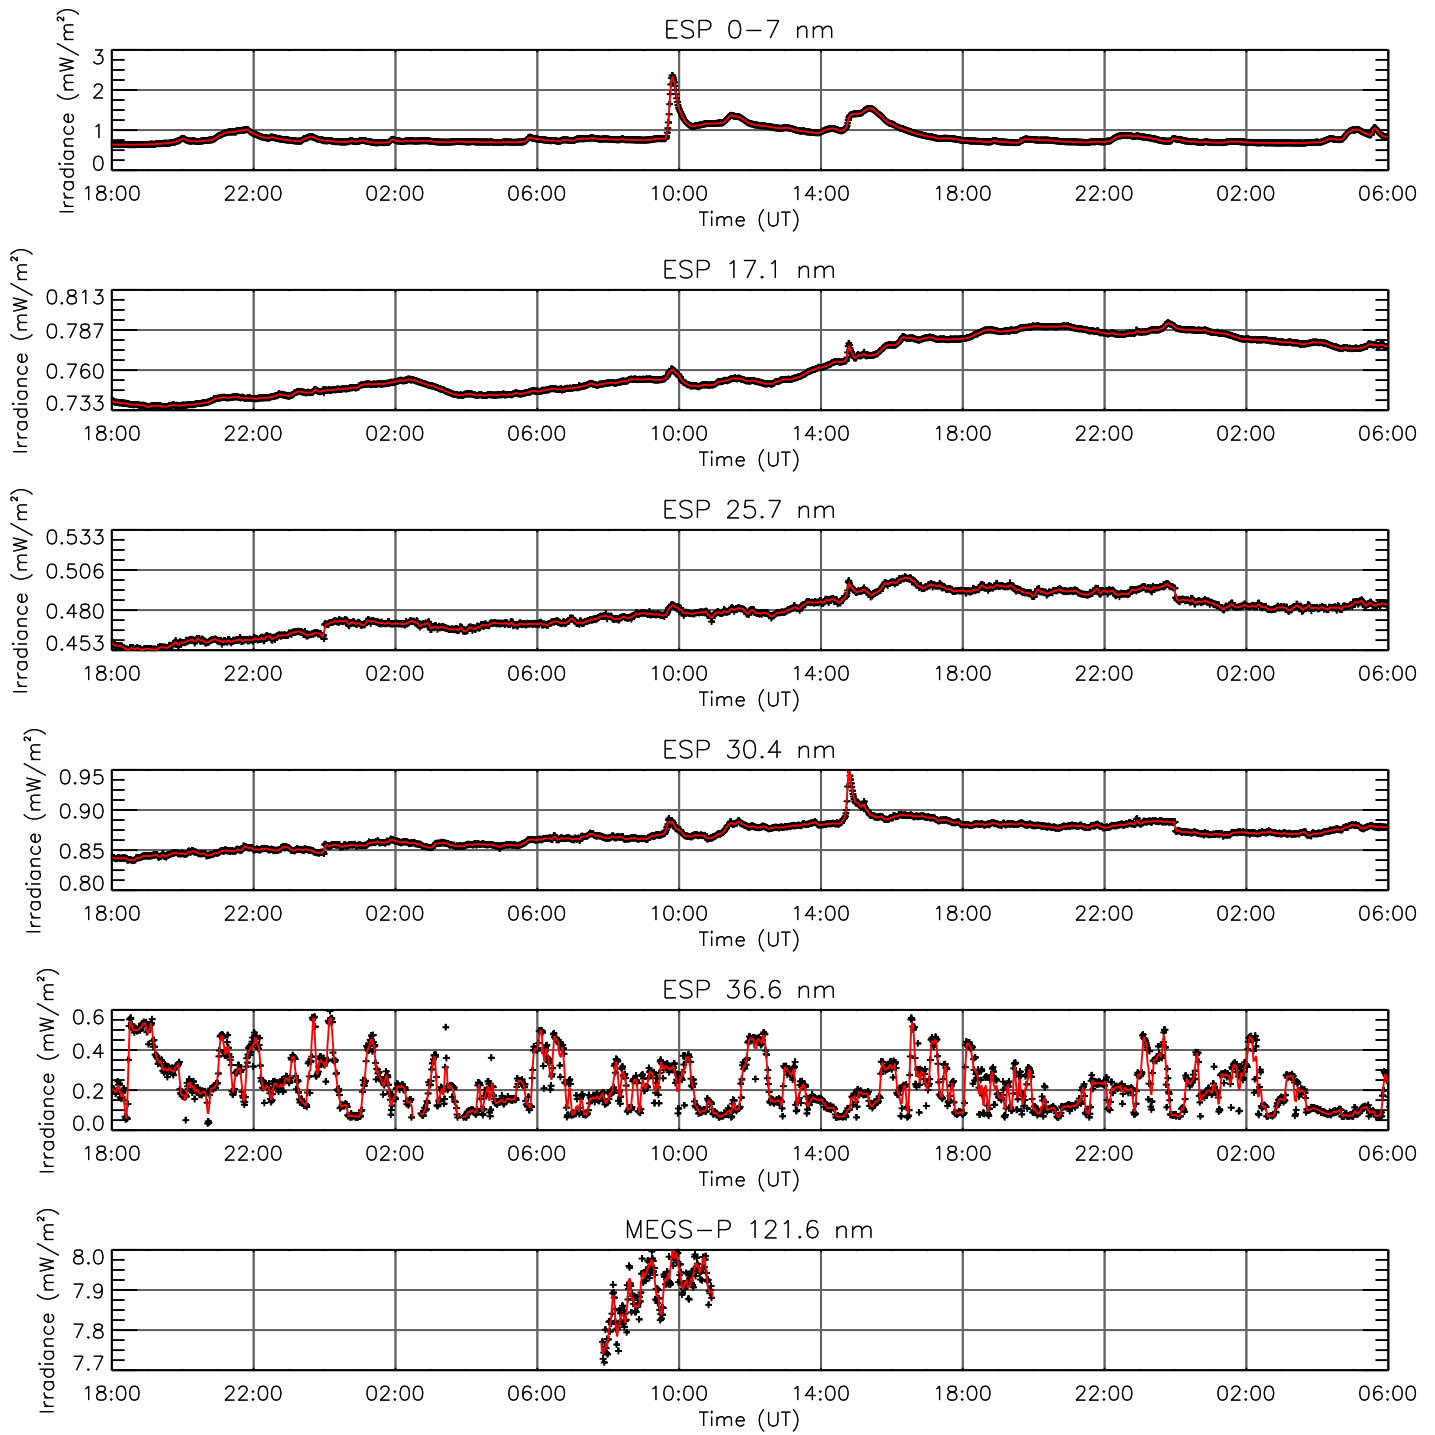 ESP 0−7 nm
Irradiance (mW/m²)
3
2
1
0
18:00 22:00 02:00 06:00 10:00 14:00 18:00 22:00 02:00 06:00
Time (UT)
ESP 17.1 nm
Irradiance (mW/m²)
0.813
0.787
0.760
0.733
18:00 22:00 02:00 06:00 10:00 14:00 18:00 22:00 02:00 06:00
Time (UT)
ESP 25.7 nm
Irradiance (mW/m²)
0.533
0.506
0.480
0.453
18:00 22:00 02:00 06:00 10:00 14:00 18:00 22:00 02:00 06:00
Time (UT)
ESP 30.4 nm
Irradiance (mW/m²)
0.95
0.90
0.85
0.80
18:00 22:00 02:00 06:00 10:00 14:00 18:00 22:00 02:00 06:00
Time (UT)
ESP 36.6 nm
Irradiance (mW/m²)
0.6
0.4
0.2
0.0
18:00 22:00 02:00 06:00 10:00 14:00 18:00 22:00 02:00 06:00
Time (UT)
MEGS−P 121.6 nm
Irradiance (mW/m²)
8.0
7.9
7.8
7.7
18:00 22:00 02:00 06:00 10:00 14:00 18:00 22:00 02:00 06:00
Time (UT)